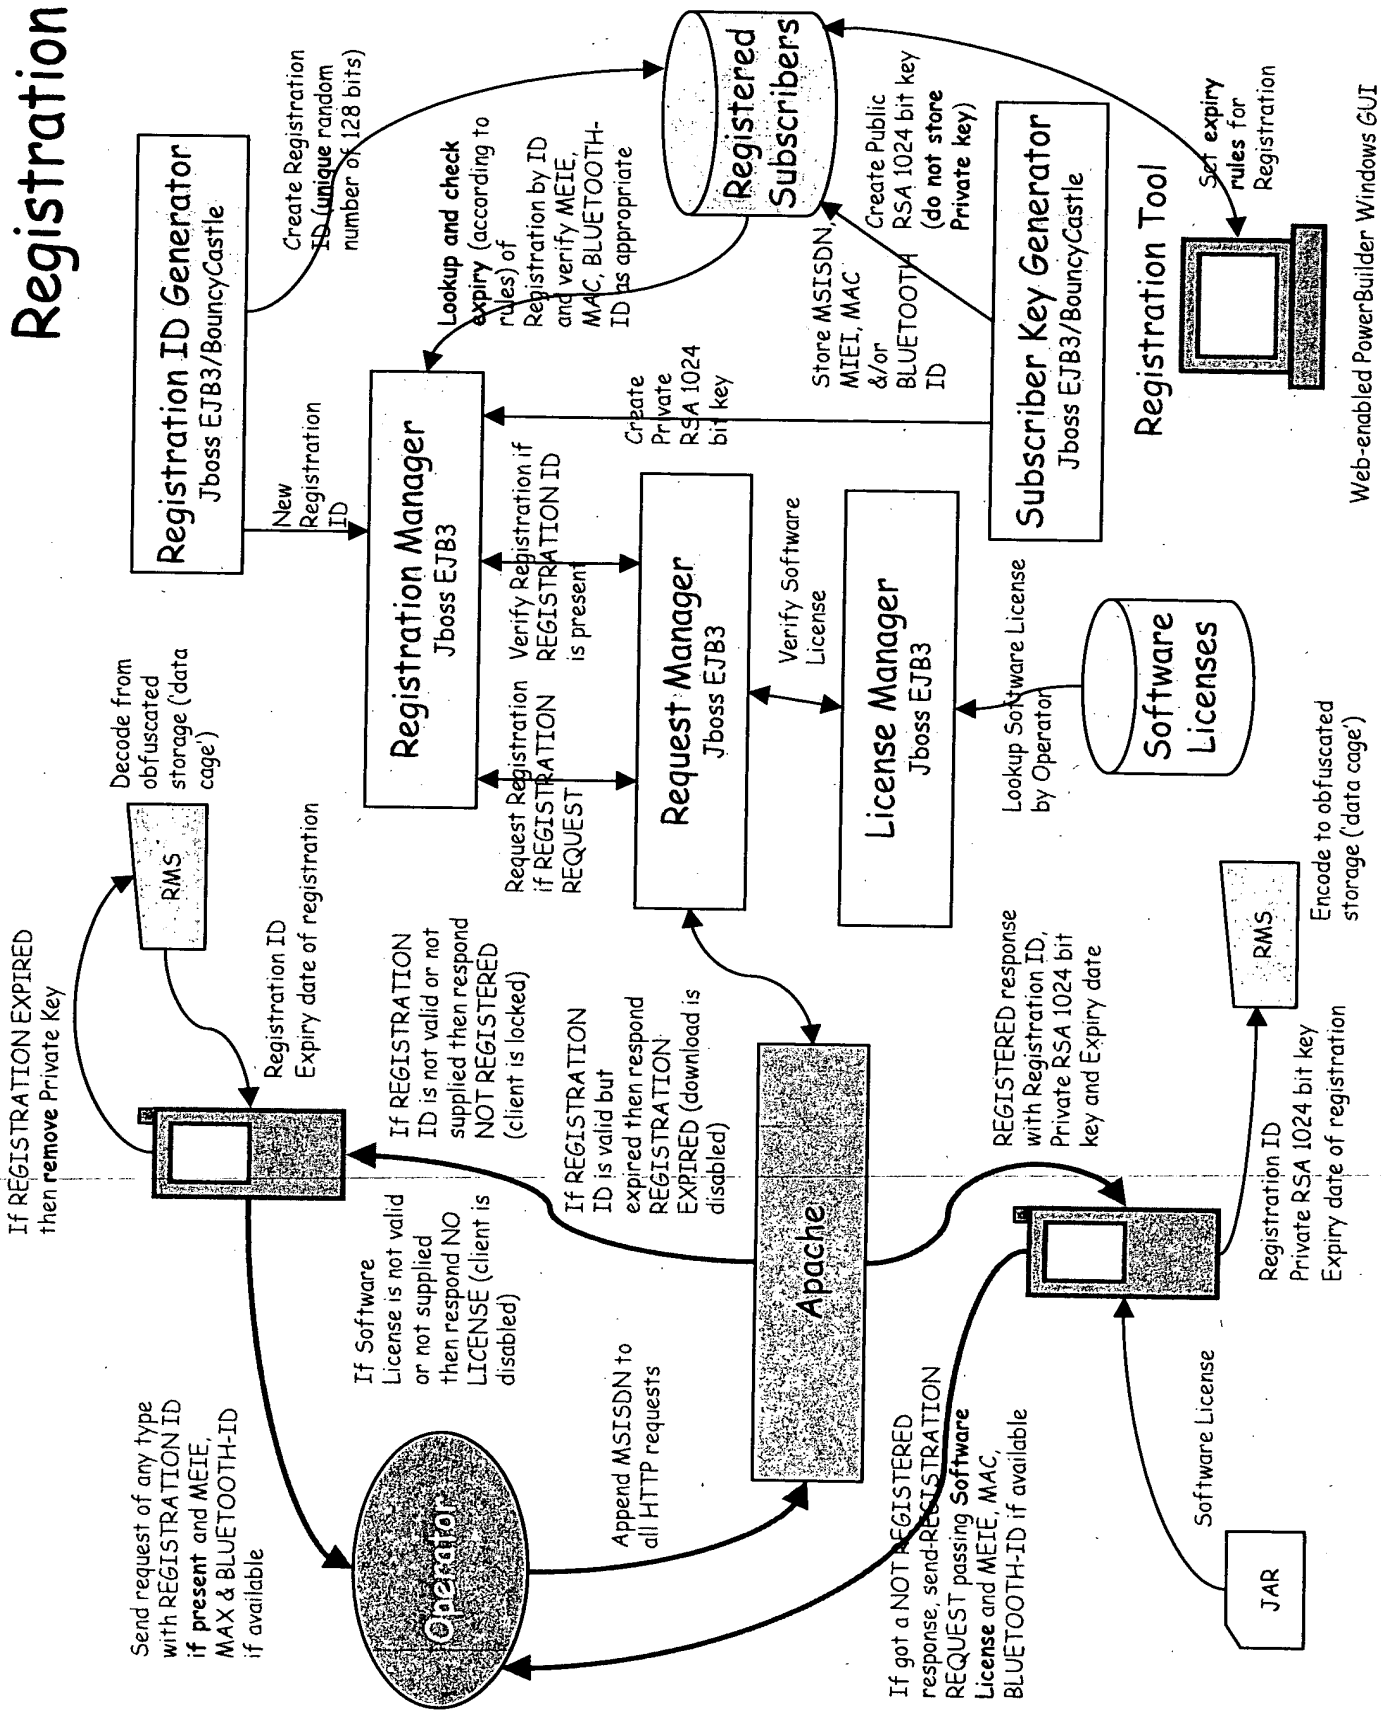 Registration
Send request of any type
with REGISTRATION ID
if present and MEIE,
MAX & BLUETOOTH-ID
if available
If REGISTRATION EXPIRED
then remove Private Key
RMS
Decode from
obfuscated
storage ('data
cage')
Registration ID
Expiry date of registration
Registration ID Generator
Jboss EJB3/BouncyCastle
New
Registration
ID
Create Registration
ID (unique random
number of 128 bits)
Operator
If Software
License is not valid
or not supplied
then respond NO
LICENSE (client is
disabled)
If REGISTRATION
ID is not valid or not
supplied then respond
NOT REGISTERED
(client is locked)
Registration Manager
Jboss EJB3
Lookup and check
expiry (according to
rules) of
Registration by ID
and verify MEIE,
MAC, BLUETOOTH-
ID as appropriate
Request Registration
if REGISTRATION
REQUEST
Verify Registration if
REGISTRATION ID
is present
If REGISTRATION
ID is valid but
expired then respond
REGISTRATION
EXPIRED (download is
disabled)
Append MSISDN to
all HTTP requests
Request Manager
Jboss EJB3
Create
Private
RSA 1024
bit key
Registered
Subscribers
Apache
Verify Software
License
Store MSISDN,
MIEI, MAC
&/or
BLUETOOTH
ID
Create Public
RSA 1024 bit key
(do not store
Private key)
License Manager
Jboss EJB3
If got a NOT REGISTERED
response, send REGISTRATION
REQUEST passing Software
License and MEIE, MAC,
BLUETOOTH-ID if available
REGISTERED response
with Registration ID,
Private RSA 1024 bit
key and Expiry date
Lookup Software License
by Operator
Subscriber Key Generator
Jboss EJB3/BouncyCastle
Software
Licenses
Registration Tool
Set expiry
rules for
Registration
JAR
Software License
Registration ID
Private RSA 1024 bit key
Expiry date of registration
RMS
Encode to obfuscated
storage ('data cage')
Web-enabled PowerBuilder Windows GUI